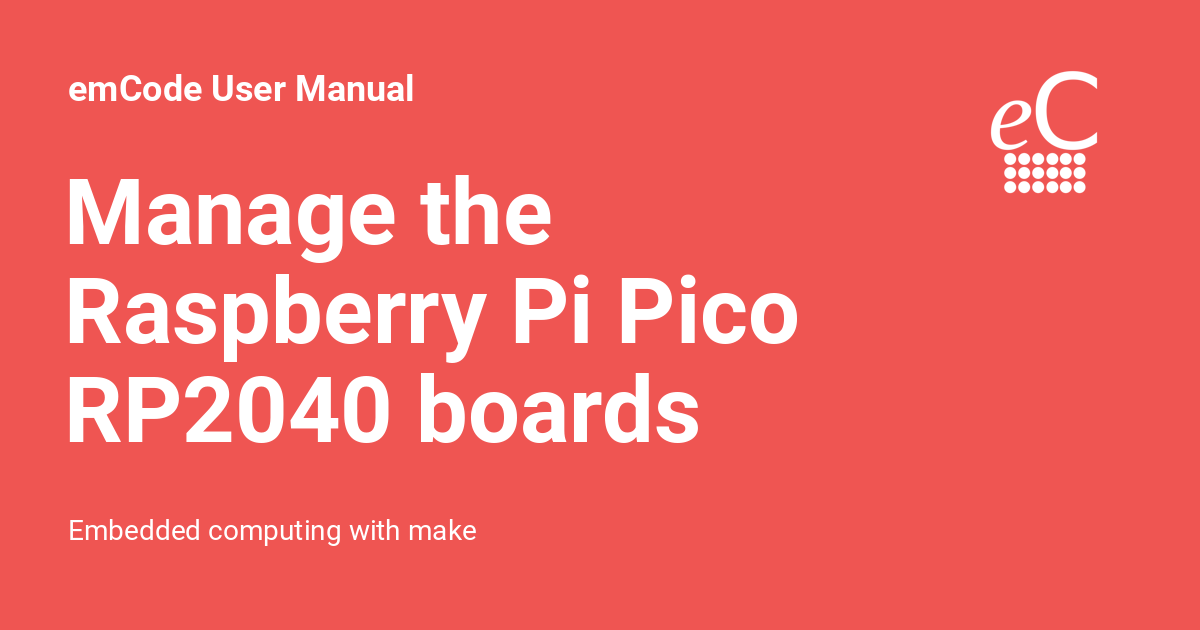 emCode User Manual
eC
Manage the
Raspberry Pi Pico
RP2040 boards
Embedded computing with make